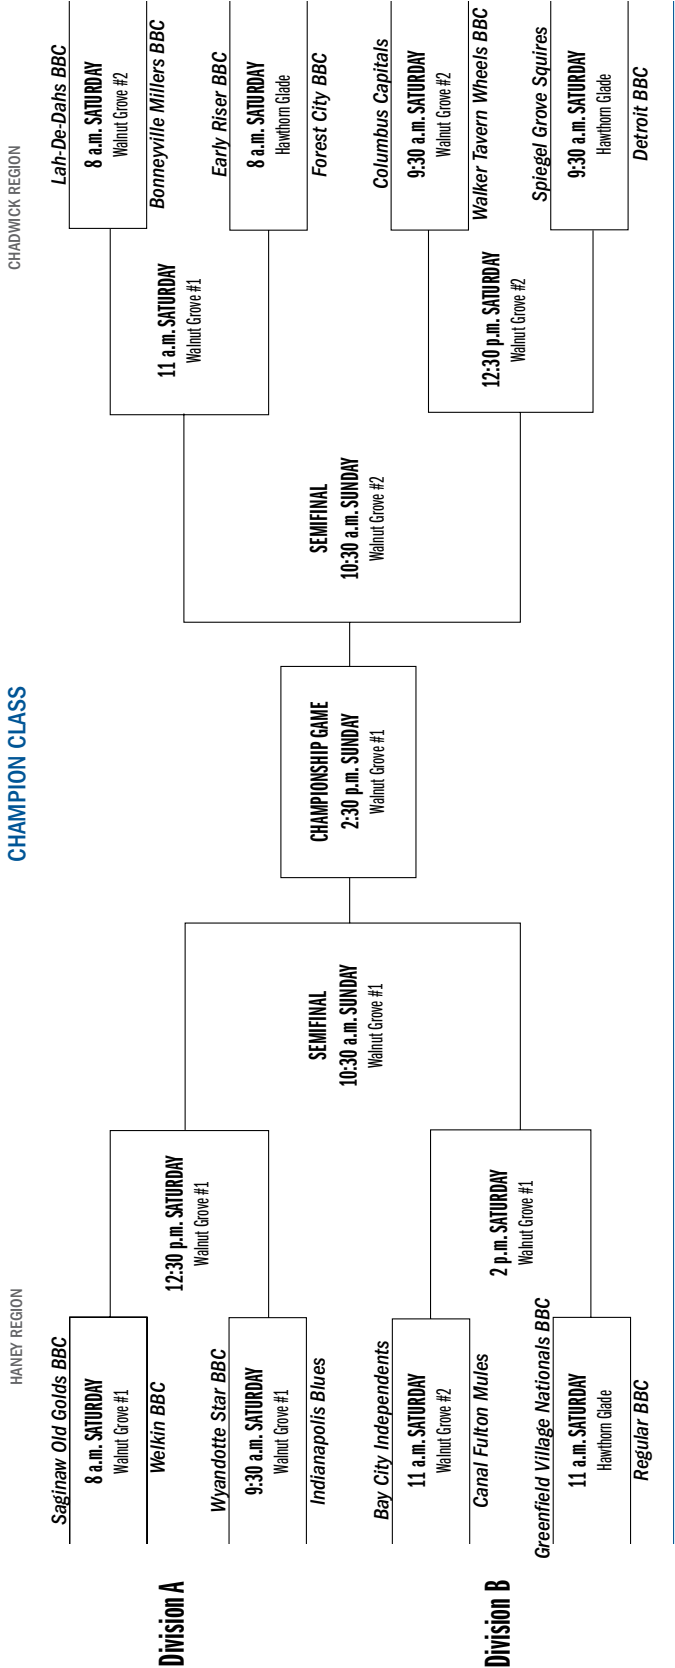 CHAMPION CLASS
HANEY REGION
CHADWICK REGION
Division A
Saginaw Old Golds BBC
8 a.m. SATURDAY
Walnut Grove #1
Welkin BBC
12:30 p.m. SATURDAY
Walnut Grove #1
Wyandotte Star BBC
9:30 a.m. SATURDAY
Walnut Grove #1
Indianapolis Blues
SEMIFINAL
10:30 a.m. SUNDAY
Walnut Grove #1
Division B
Bay City Independents
11 a.m. SATURDAY
Walnut Grove #2
Canal Fulton Mules
2 p.m. SATURDAY
Walnut Grove #1
Greenfield Village Nationals BBC
11 a.m. SATURDAY
Hawthorn Glade
Regular BBC
CHAMPIONSHIP GAME
2:30 p.m. SUNDAY
Walnut Grove #1
Lah-De-Dahs BBC
8 a.m. SATURDAY
Walnut Grove #2
Bonneyville Millers BBC
11 a.m. SATURDAY
Walnut Grove #1
Early Riser BBC
8 a.m. SATURDAY
Hawthorn Glade
Forest City BBC
SEMIFINAL
10:30 a.m. SUNDAY
Walnut Grove #2
Columbus Capitals
9:30 a.m. SATURDAY
Walnut Grove #2
Walker Tavern Wheels BBC
12:30 p.m. SATURDAY
Walnut Grove #2
Spiegel Grove Squires
9:30 a.m. SATURDAY
Hawthorn Glade
Detroit BBC